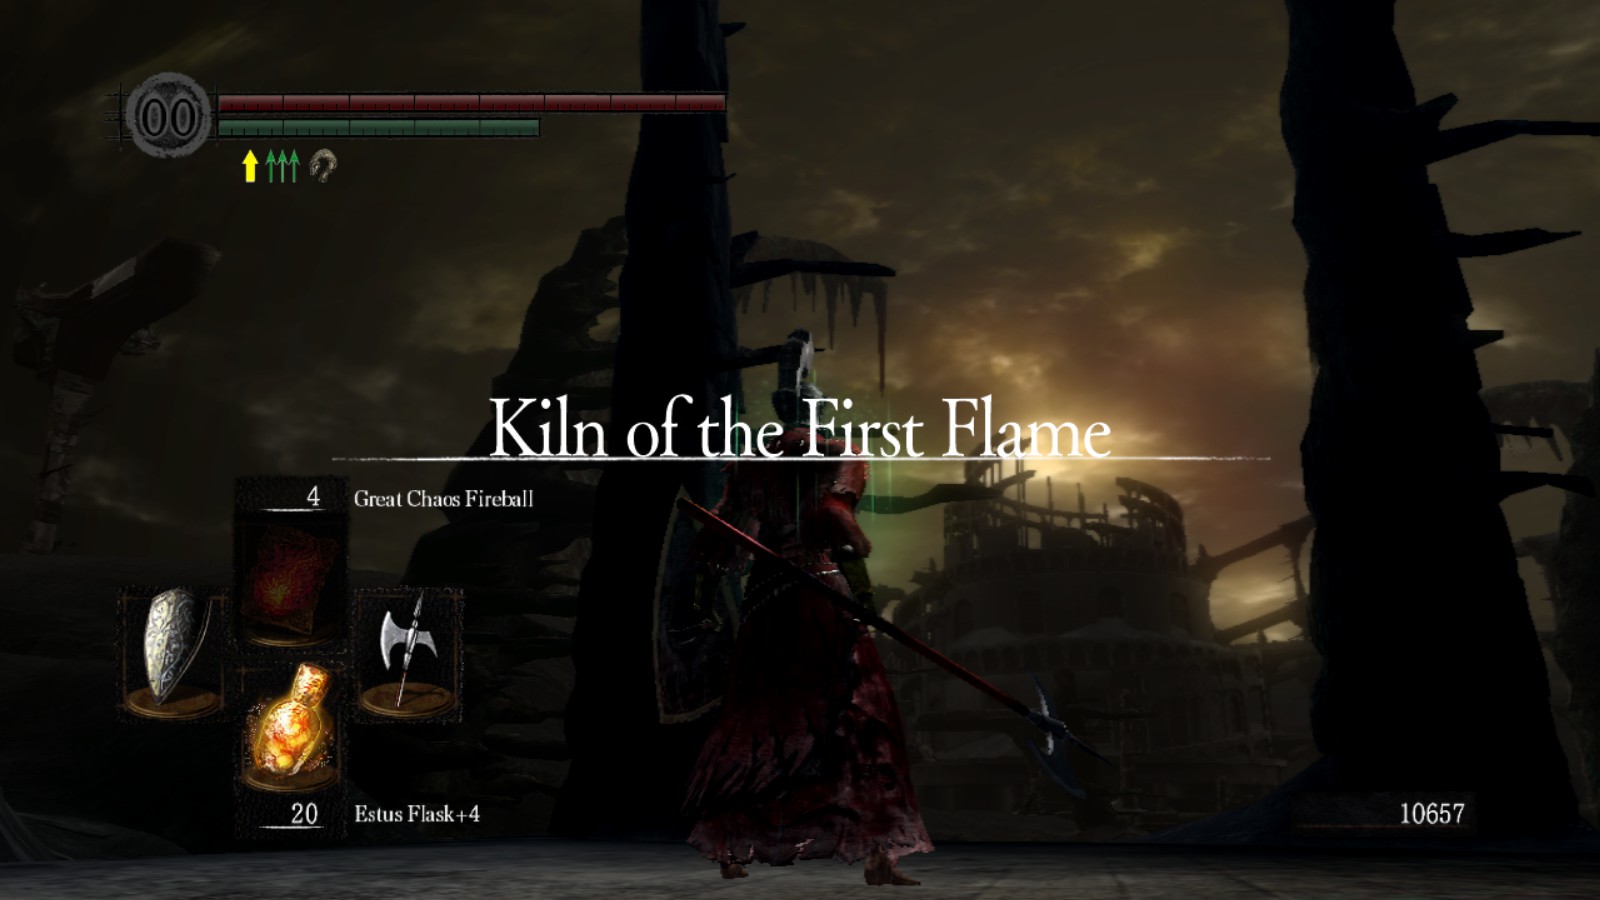 00
Kiln of the First Flame
4 Great Chaos Fireball
20 Estus Flask+4
10657